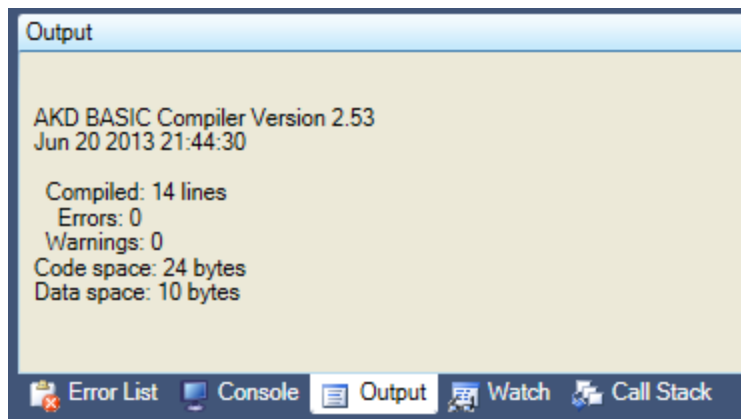 Output
AKD BASIC Compiler Version 2.53
Jun 20 2013 21:44:30
Compiled: 14 lines
Errors: 0
Warnings: 0
Code space: 24 bytes
Data space: 10 bytes
Error List Console Output Watch Call Stack